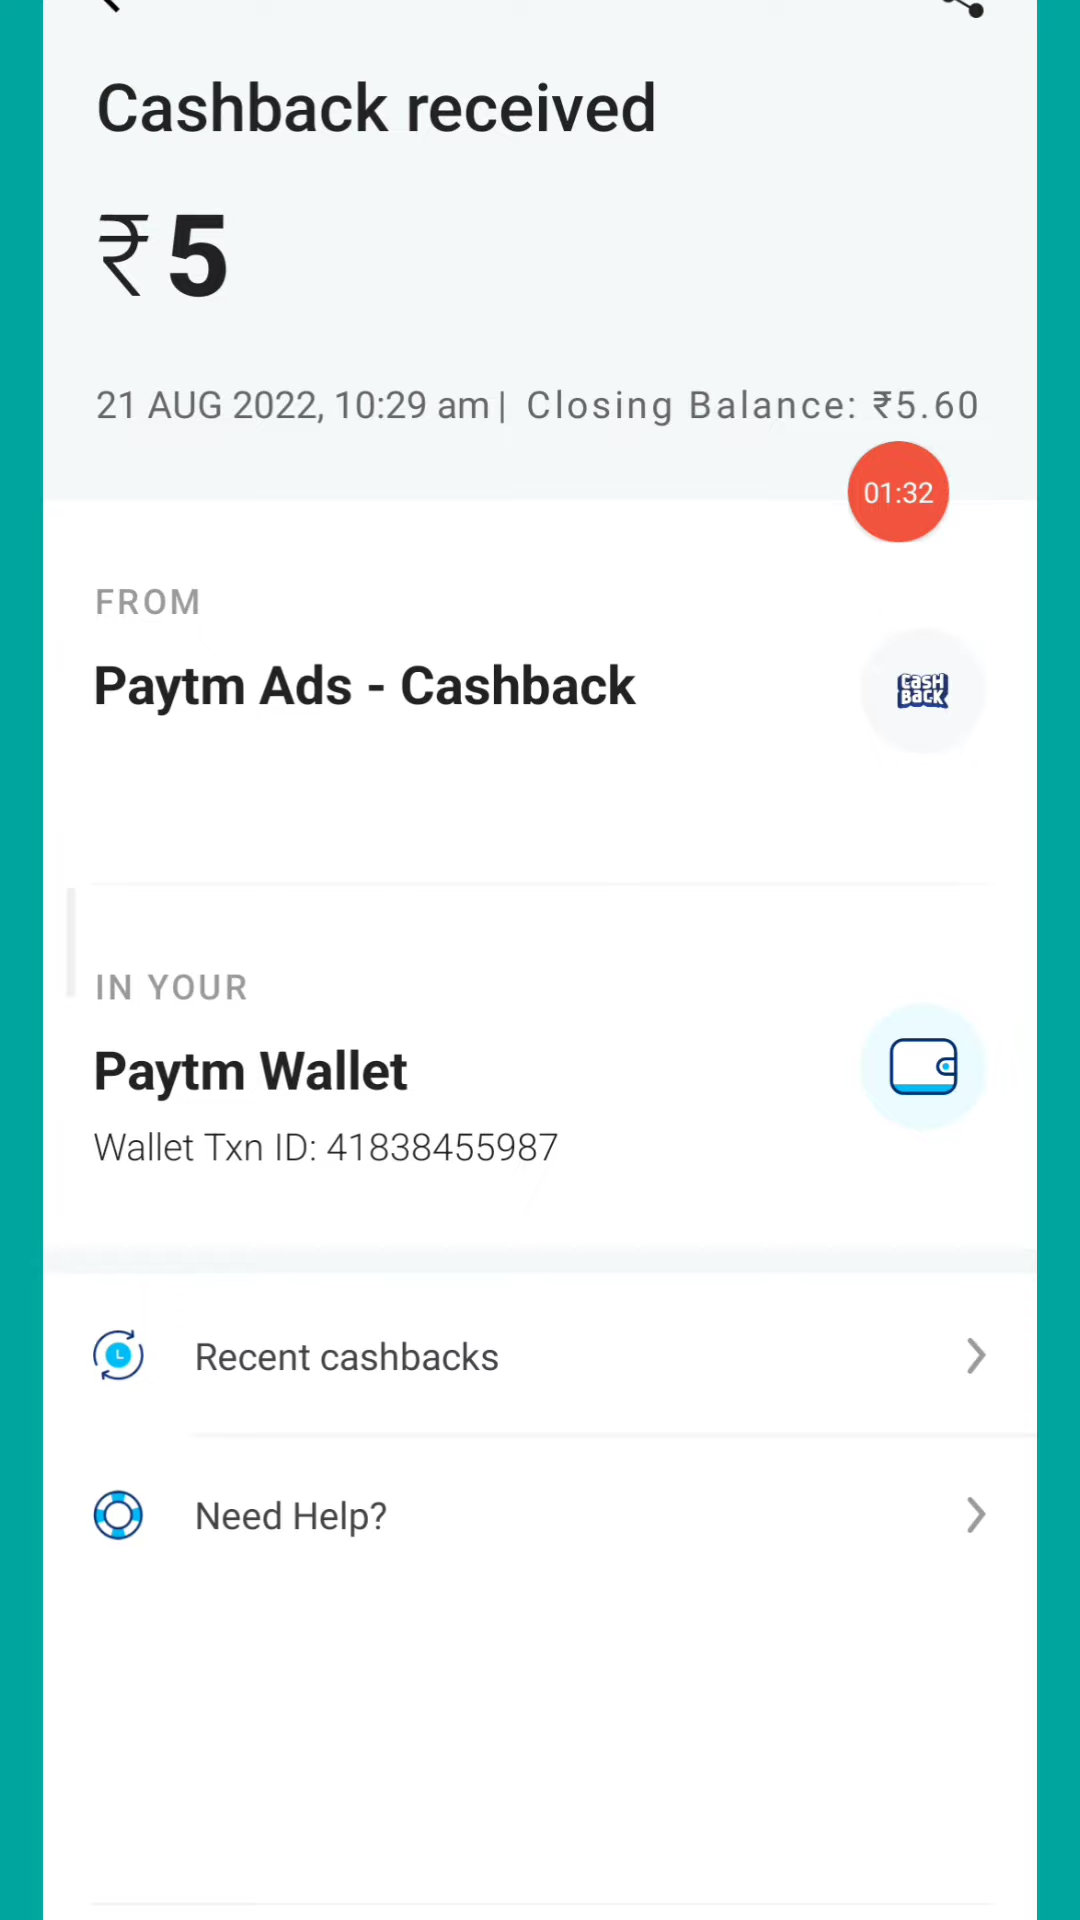 Cashback received
₹5
21 AUG 2022, 10:29 am| Closing Balance: ₹5.60
01:32
FROM
Paytm Ads - Cashback
CASH
BACK
IN YOUR
Paytm Wallet
Wallet Txn ID: 41838455987
Recent cashbacks
Need Help?